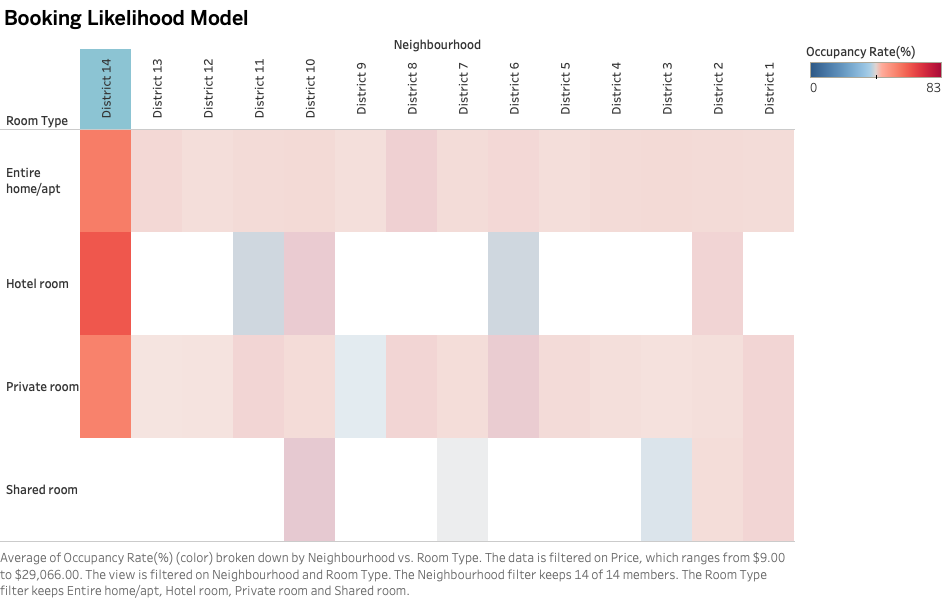 Booking Likelihood Model
Neighbourhood
Occupancy Rate(%)
0
83
Room Type
District 14
District 13
District 12
District 11
District 10
District 9
District 8
District 7
District 6
District 5
District 4
District 3
District 2
District 1
Entire
home/apt
Hotel room
Private room
Shared room
Average of Occupancy Rate(%) (color) broken down by Neighbourhood vs. Room Type. The data is filtered on Price, which ranges from $9.00
to $29,066.00. The view is filtered on Neighbourhood and Room Type. The Neighbourhood filter keeps 14 of 14 members. The Room Type
filter keeps Entire home/apt, Hotel room, Private room and Shared room.